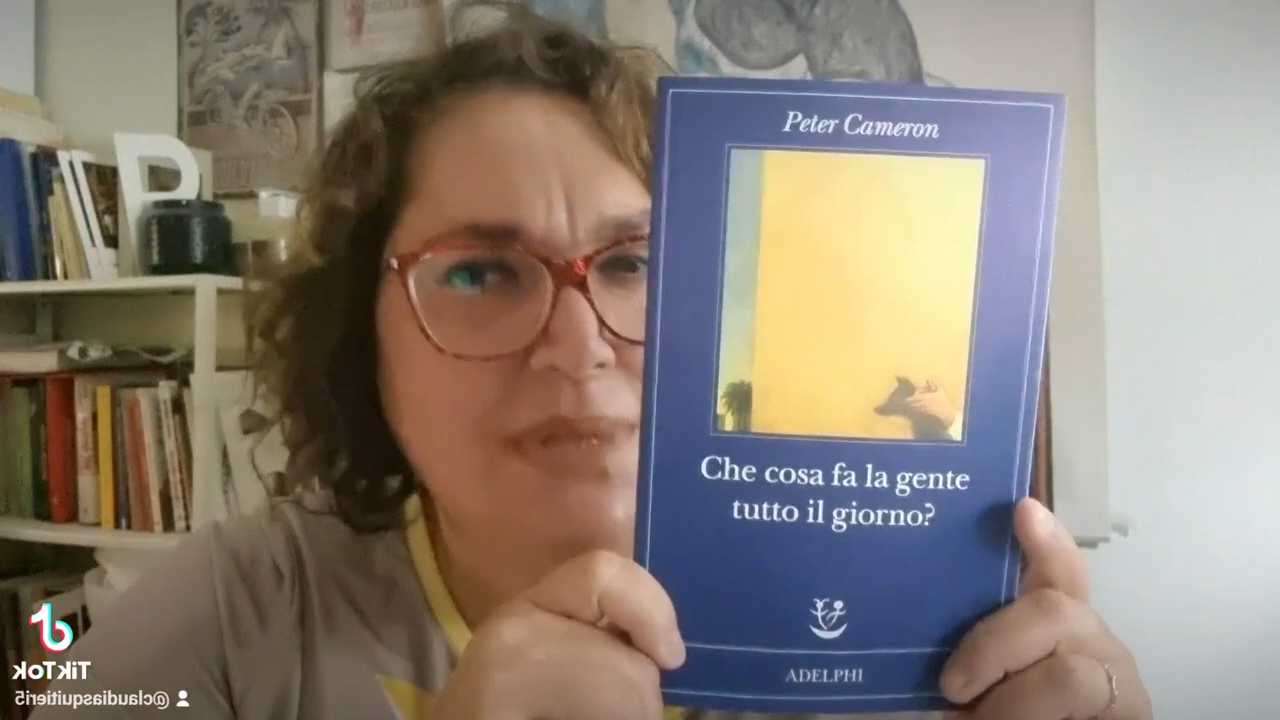 Peter Cameron
Che cosa fa la gente
tutto il giorno?
ADELPHI
P
TikTok
@claudiasquitieri5